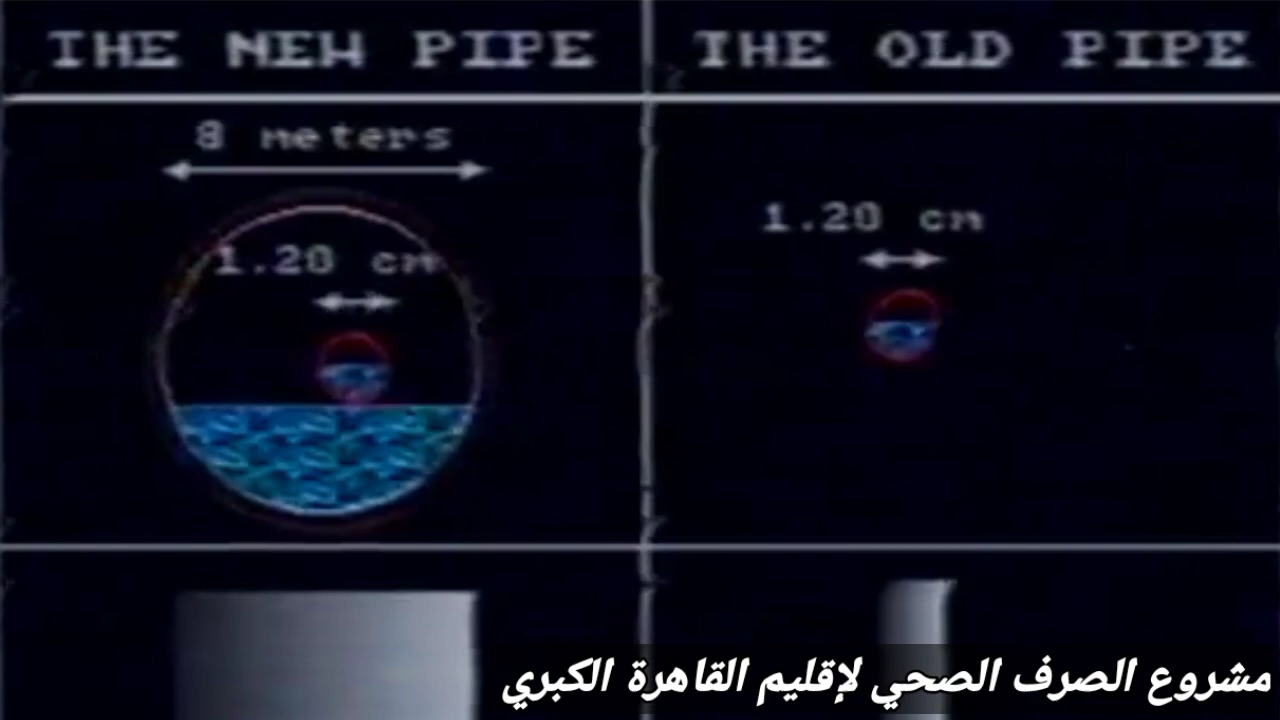 THE NEW PIPE
THE OLD PIPE
8 meters
1.20 cm
1.20 cm
مشروع الصرف الصحي لإقليم القاهرة الكبري